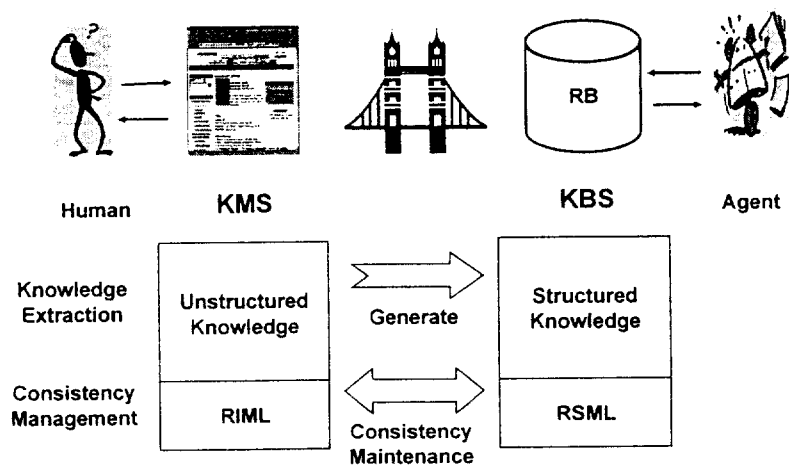 ?
RB
Human
KMS
KBS
Agent
Knowledge
Extraction
Unstructured
Knowledge
Generate
Structured
Knowledge
Consistency
Management
RIML
Consistency
Maintenance
RSML